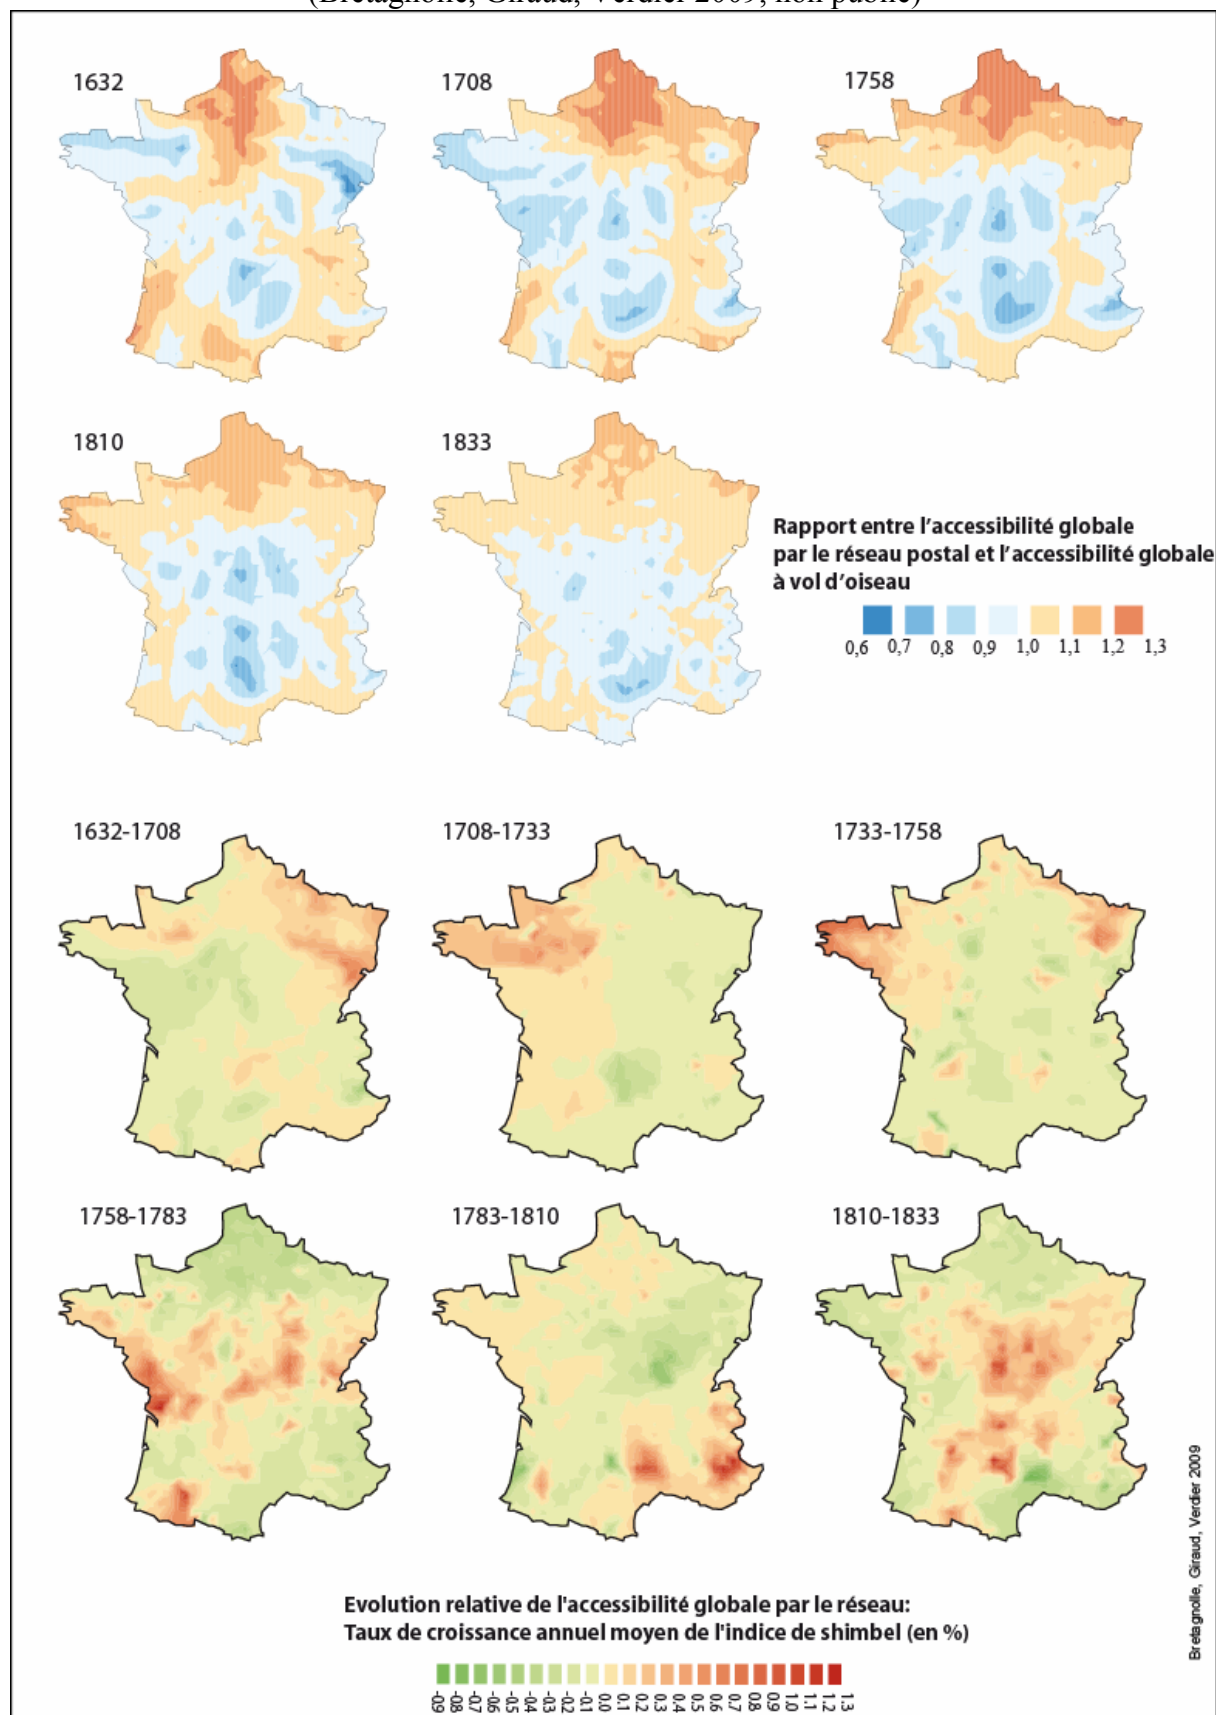 (Bretagnolle, Giraud, Verdier 2009, non publié)
1632
1708
1758
1810
1833
Rapport entre l'accessibilité globale
par le réseau postal et l'accessibilité globale
à vol d'oiseau
0,6 0,7 0,8 0,9 1,0 1,1 1,2 1,3
1632-1708
1708-1733
1733-1758
1758-1783
1783-1810
1810-1833
Bretagnolle, Giraud, Verdier 2009
Evolution relative de l'accessibilité globale par le réseau:
Taux de croissance annuel moyen de l'indice de shimbel (en %)
-0.9 -0.8 -0.7 -0.6 -0.5 -0.4 -0.3 -0.2 -0.1 0.0 0.1 0.2 0.3 0.4 0.5 0.6 0.7 0.8 0.9 1.0 1.1 1.2 1.3